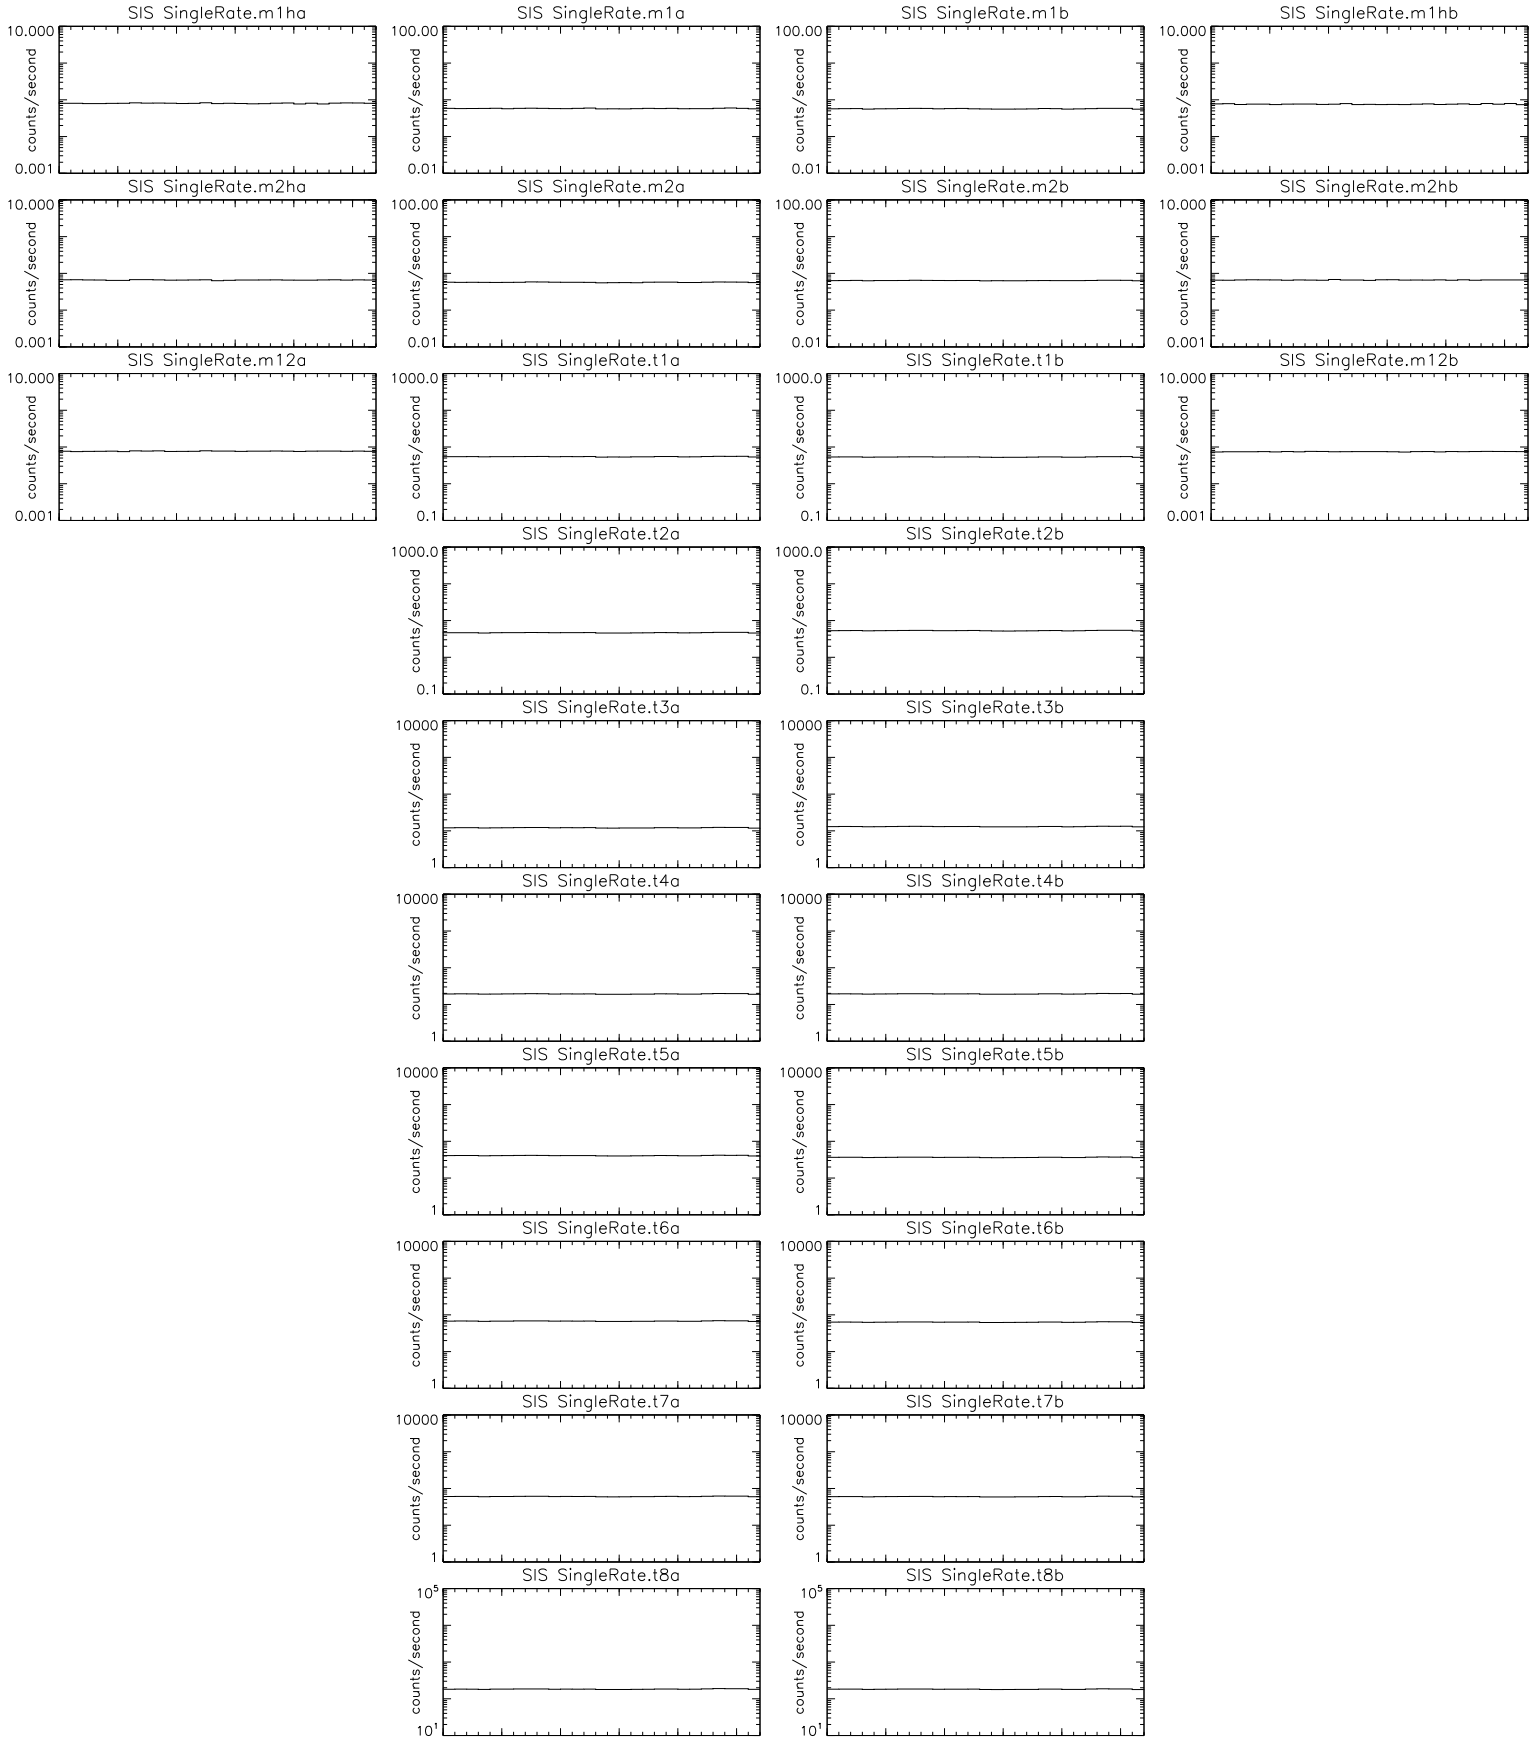 SIS SingleRate.m1ha
10.000
counts/second
0.001
SIS SingleRate.m1a
100.00
counts/second
0.01
SIS SingleRate.m1b
100.00
counts/second
0.01
SIS SingleRate.m1hb
10.000
counts/second
0.001
SIS SingleRate.m2ha
10.000
counts/second
0.001
SIS SingleRate.m2a
100.00
counts/second
0.01
SIS SingleRate.m2b
100.00
counts/second
0.01
SIS SingleRate.m2hb
10.000
counts/second
0.001
SIS SingleRate.m12a
10.000
counts/second
0.001
SIS SingleRate.t1a
1000.0
counts/second
0.1
SIS SingleRate.t1b
1000.0
counts/second
0.1
SIS SingleRate.m12b
10.000
counts/second
0.001
SIS SingleRate.t2a
1000.0
counts/second
0.1
SIS SingleRate.t2b
1000.0
counts/second
0.1
SIS SingleRate.t3a
10000
counts/second
1
SIS SingleRate.t3b
10000
counts/second
1
SIS SingleRate.t4a
10000
counts/second
1
SIS SingleRate.t4b
10000
counts/second
1
SIS SingleRate.t5a
10000
counts/second
1
SIS SingleRate.t5b
10000
counts/second
1
SIS SingleRate.t6a
10000
counts/second
1
SIS SingleRate.t6b
10000
counts/second
1
SIS SingleRate.t7a
10000
counts/second
1
SIS SingleRate.t7b
10000
counts/second
1
SIS SingleRate.t8a
10⁵
counts/second
10¹
SIS SingleRate.t8b
10⁵
counts/second
10¹